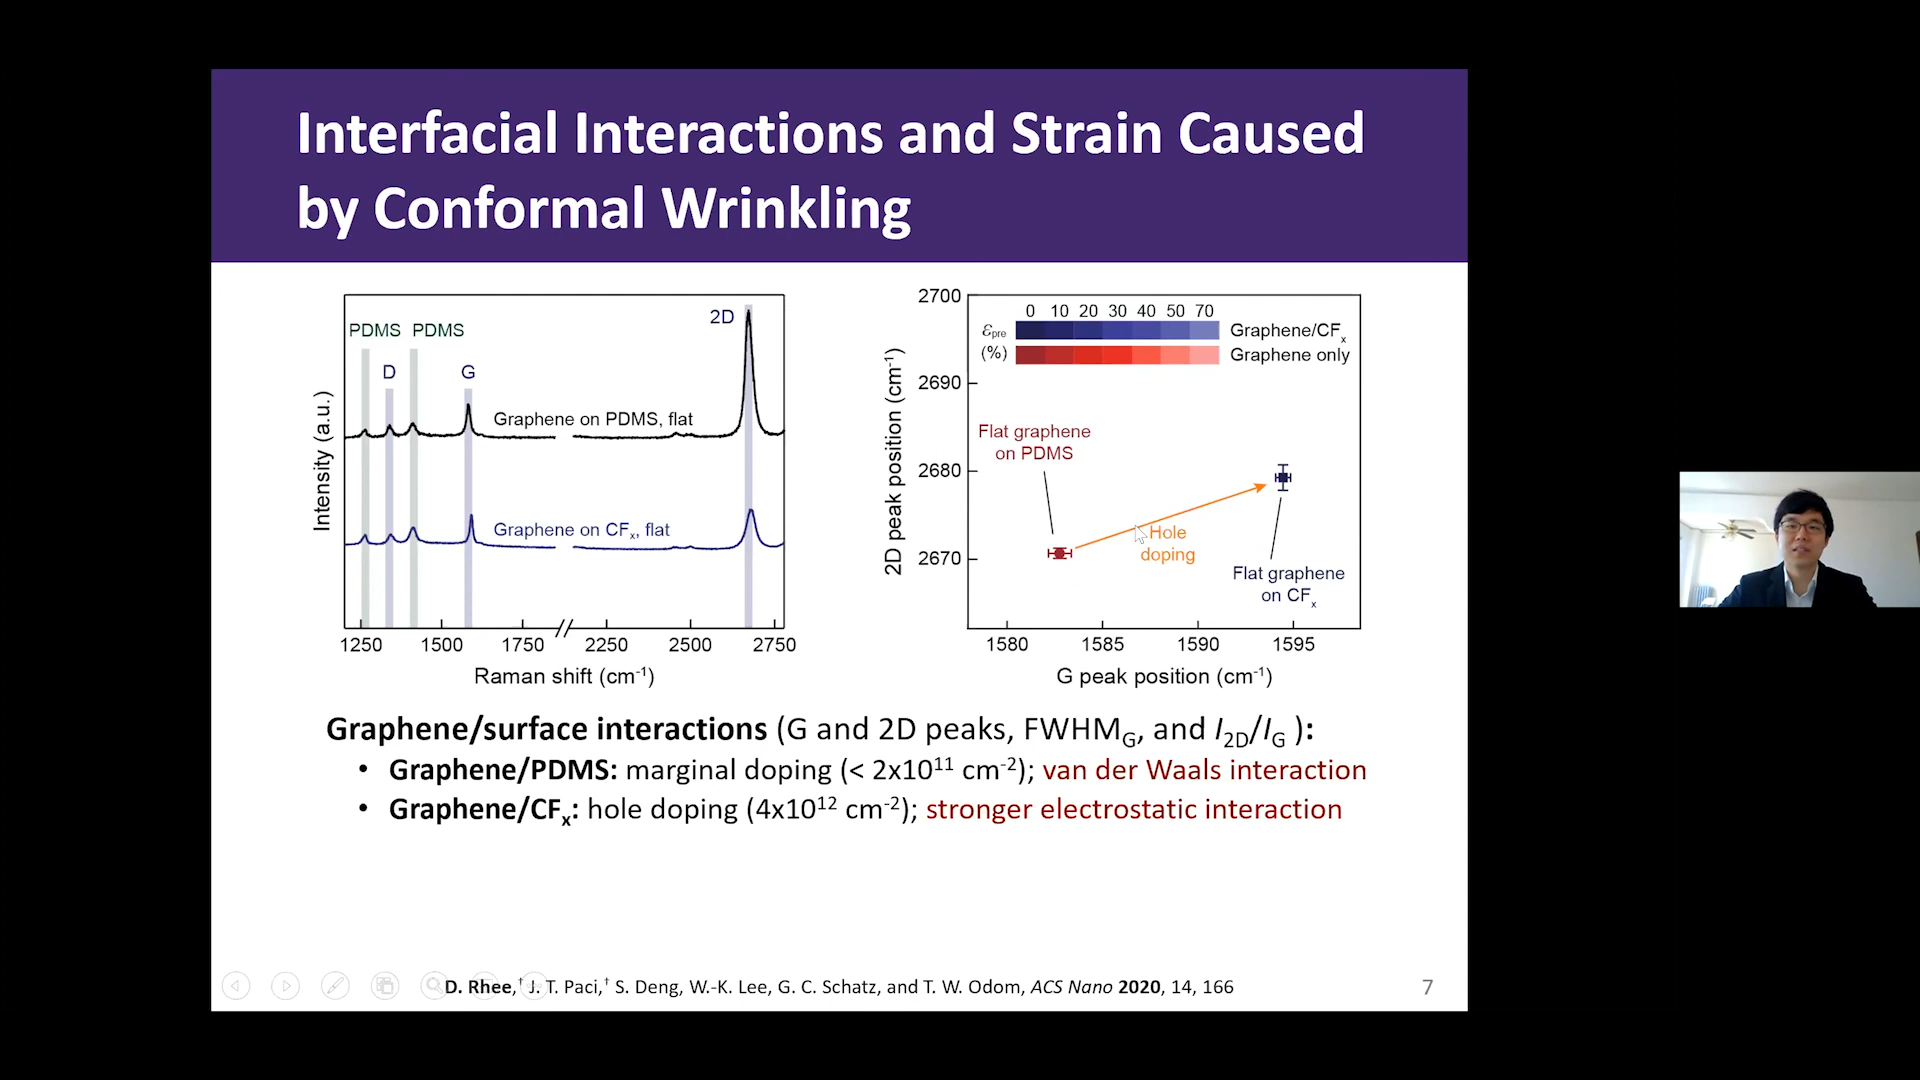 Interfacial Interactions and Strain Caused
by Conformal Wrinkling
PDMS PDMS
2D
D
G
Graphene on PDMS, flat
Graphene on CFₓ, flat
Intensity (a.u.)
1250 1500 1750 2250 2500 2750
Raman shift (cm⁻¹)
2700
2690
2680
2670
2D peak position (cm⁻¹)
0 10 20 30 40 50 70
εpre
(%)
Graphene/CFₓ
Graphene only
Flat graphene
on PDMS
Hole
doping
Flat graphene
on CFₓ
1580 1585 1590 1595
G peak position (cm⁻¹)
Graphene/surface interactions (G and 2D peaks, FWHM_G, and I_2D/I_G ):
• Graphene/PDMS: marginal doping (< 2x10¹¹ cm⁻²); van der Waals interaction
• Graphene/CFₓ: hole doping (4x10¹² cm⁻²); stronger electrostatic interaction
D. Rhee,† J. T. Paci,† S. Deng, W.-K. Lee, G. C. Schatz, and T. W. Odom, ACS Nano 2020, 14, 166
7